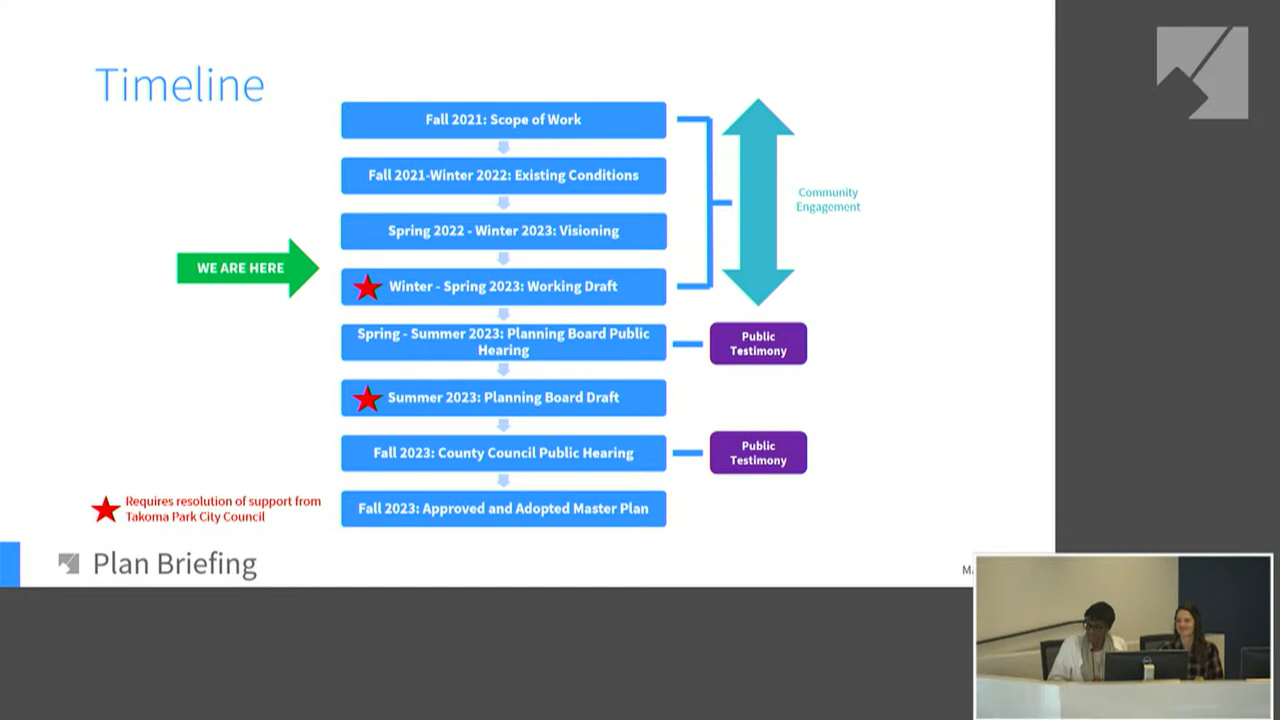 Timeline
Fall 2021: Scope of Work
Fall 2021-Winter 2022: Existing Conditions
Community
Engagement
Spring 2022 - Winter 2023: Visioning
WE ARE HERE
Winter - Spring 2023: Working Draft
Spring - Summer 2023: Planning Board Public
Hearing
Public
Testimony
Summer 2023: Planning Board Draft
Fall 2023: County Council Public Hearing
Public
Testimony
Requires resolution of support from
Takoma Park City Council
Fall 2023: Approved and Adopted Master Plan
Plan Briefing